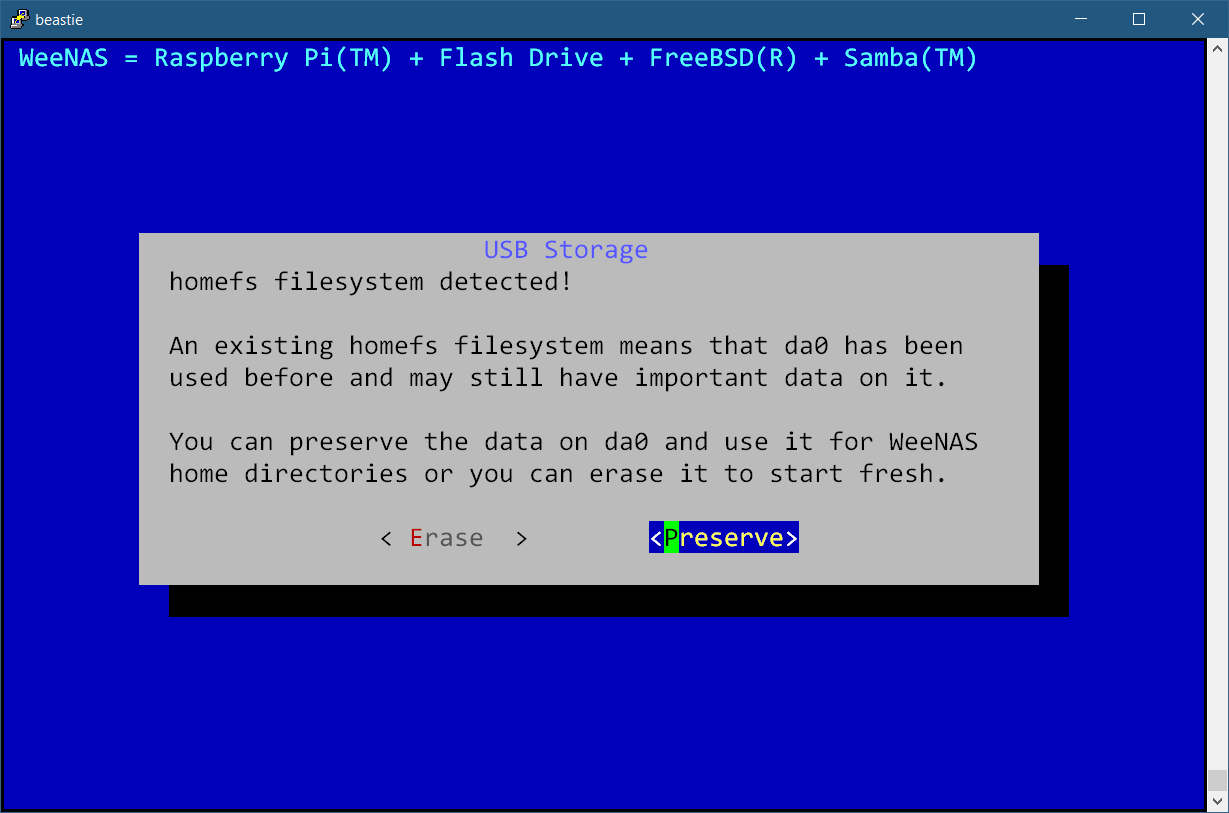 beastie
WeeNAS = Raspberry Pi(TM) + Flash Drive + FreeBSD(R) + Samba(TM)
USB Storage
homefs filesystem detected!
An existing homefs filesystem means that da0 has been
used before and may still have important data on it.
You can preserve the data on da0 and use it for WeeNAS
home directories or you can erase it to start fresh.
< Erase  > <Preserve>